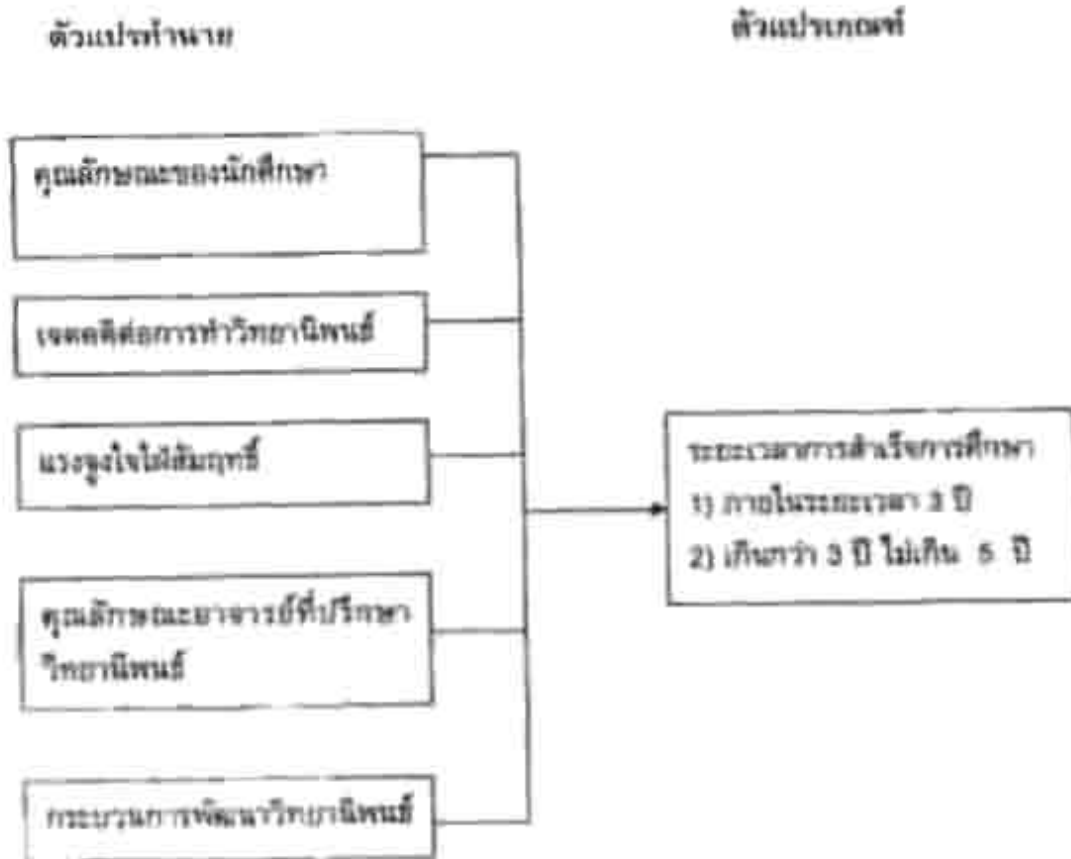 ตัวแปรทำนาย
ตัวแปรเกณฑ์
คุณลักษณะของนักศึกษา
เจตคติต่อการทำวิทยานิพนธ์
แรงจูงใจใฝ่สัมฤทธิ์
คุณลักษณะอาจารย์ที่ปรึกษา
วิทยานิพนธ์
กระบวนการพัฒนาวิทยานิพนธ์
ระยะเวลาการสำเร็จการศึกษา
1) ภายในระยะเวลา 3 ปี
2) เกินกว่า 3 ปี ไม่เกิน 5 ปี